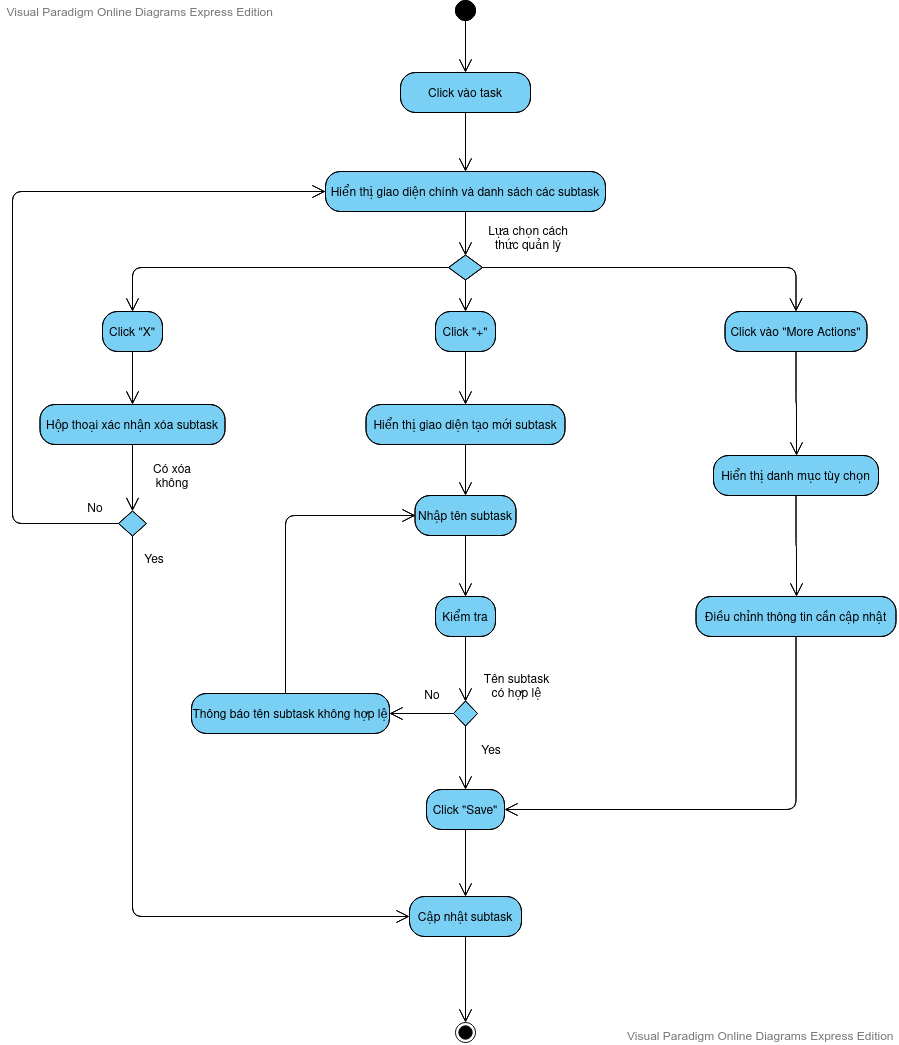 Visual Paradigm Online Diagrams Express Edition
Click vào task
Hiển thị giao diện chính và danh sách các subtask
Lựa chọn cách
thức quản lý
Click "X"
Click "+"
Click vào "More Actions"
Hộp thoại xác nhận xóa subtask
Hiển thị giao diện tạo mới subtask
Có xóa
không
Hiển thị danh mục tùy chọn
No
Nhập tên subtask
Yes
Kiểm tra
Điều chỉnh thông tin cần cập nhật
Tên subtask
có hợp lệ
No
Thông báo tên subtask không hợp lệ
Yes
Click "Save"
Cập nhật subtask
Visual Paradigm Online Diagrams Express Edition